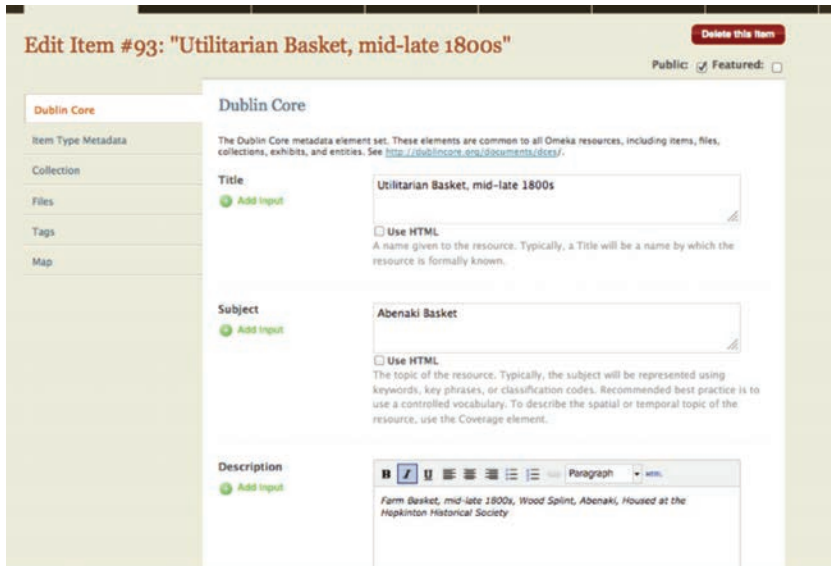 Edit Item #93: "Utilitarian Basket, mid-late 1800s"
Delete this Item
Public: Featured:
Dublin Core
Item Type Metadata
Collection
Files
Tags
Map
Dublin Core
The Dublin Core metadata element set. These elements are common to all Omeka resources, including items, files,
collections, exhibits, and entities. See http://dublincore.org/documents/dces/.
Title
Add Input
Utilitarian Basket, mid-late 1800s
Use HTML
A name given to the resource. Typically, a Title will be a name by which the
resource is formally known.
Subject
Add Input
Abenaki Basket
Use HTML
The topic of the resource. Typically, the subject will be represented using
keywords, key phrases, or classification codes. Recommended best practice is to
use a controlled vocabulary. To describe the spatial or temporal topic of the
resource, use the Coverage element.
Description
Add Input
B I U Paragraph HTML
Farm Basket, mid-late 1800s, Wood Splint, Abenaki, Housed at the
Hopkinton Historical Society